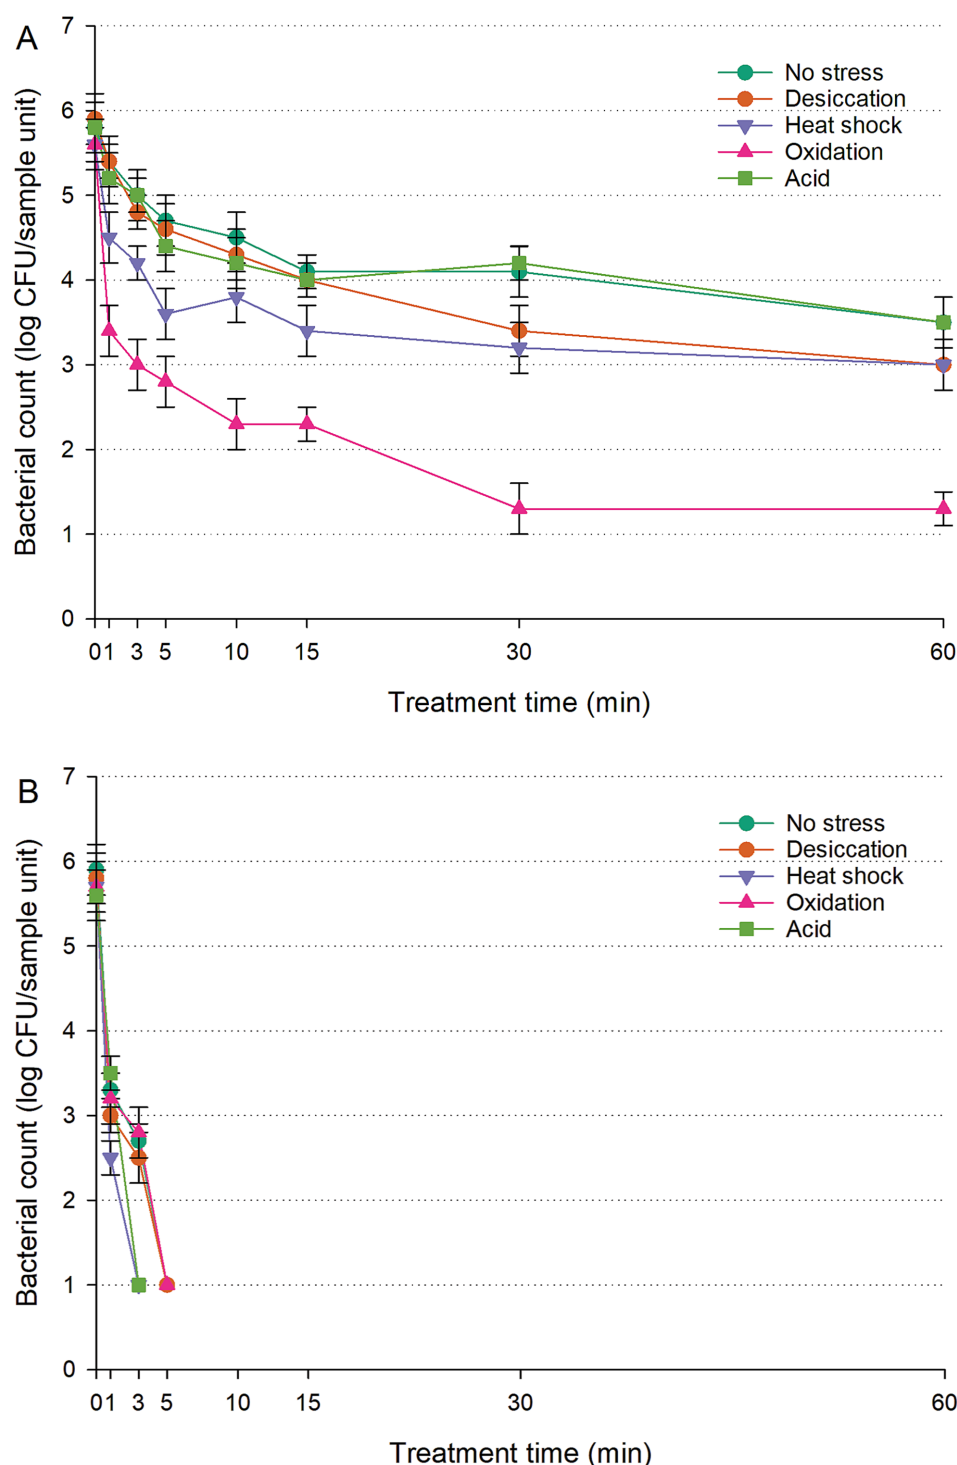 A
7
6
5
4
3
2
1
0
Bacterial count (log CFU/sample unit)
No stress
Desiccation
Heat shock
Oxidation
Acid
0 1 3 5 10 15 30 60
Treatment time (min)
B
7
6
5
4
3
2
1
0
Bacterial count (log CFU/sample unit)
No stress
Desiccation
Heat shock
Oxidation
Acid
0 1 3 5 10 15 30 60
Treatment time (min)